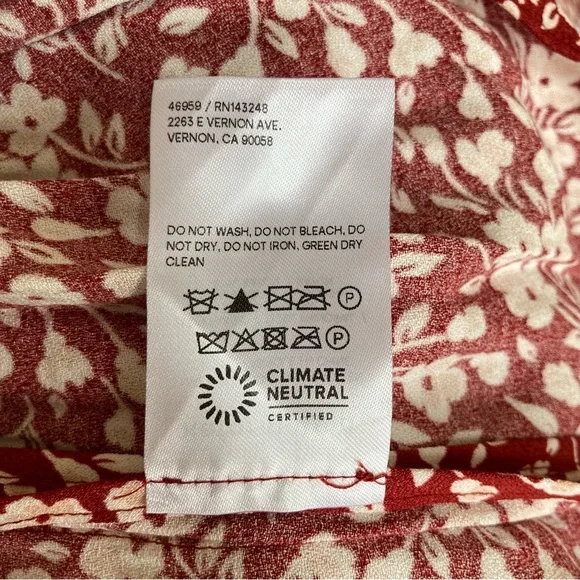 46959 / RN143248
2263 E VERNON AVE.
VERNON, CA 90058
DO NOT WASH, DO NOT BLEACH, DO
NOT DRY, DO NOT IRON, GREEN DRY
CLEAN
P
P
CLIMATE
NEUTRAL
CERTIFIED